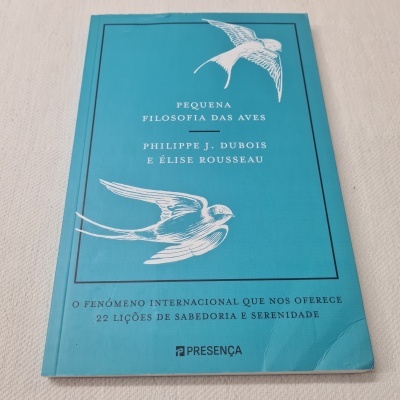 PEQUENA
FILOSOFIA DAS AVES
PHILIPPE J. DUBOIS
E ÉLISE ROUSSEAU
O FENÓMENO INTERNACIONAL QUE NOS OFERECE
22 LIÇÕES DE SABEDORIA E SERENIDADE
PRESENÇA